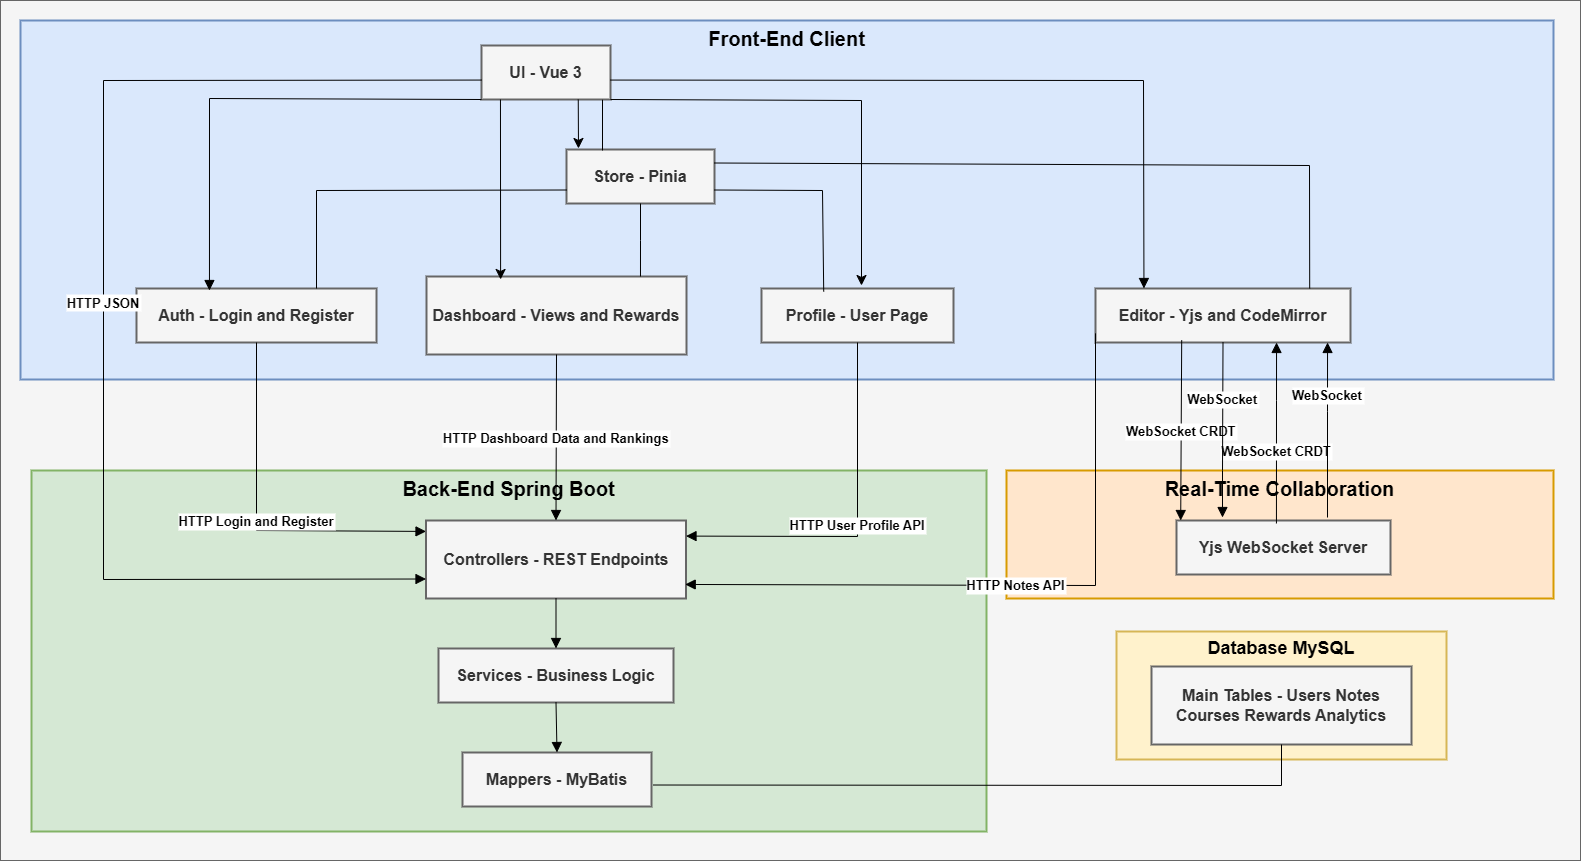 Front-End Client
UI - Vue 3
Store - Pinia
HTTP JSON
Auth - Login and Register
Dashboard - Views and Rewards
Profile - User Page
Editor - Yjs and CodeMirror
WebSocket
WebSocket
WebSocket CRDT
HTTP Dashboard Data and Rankings
WebSocket CRDT
Back-End Spring Boot
Real-Time Collaboration
HTTP Login and Register
HTTP User Profile API
Controllers - REST Endpoints
Yjs WebSocket Server
HTTP Notes API
Database MySQL
Services - Business Logic
Main Tables - Users Notes
Courses Rewards Analytics
Mappers - MyBatis